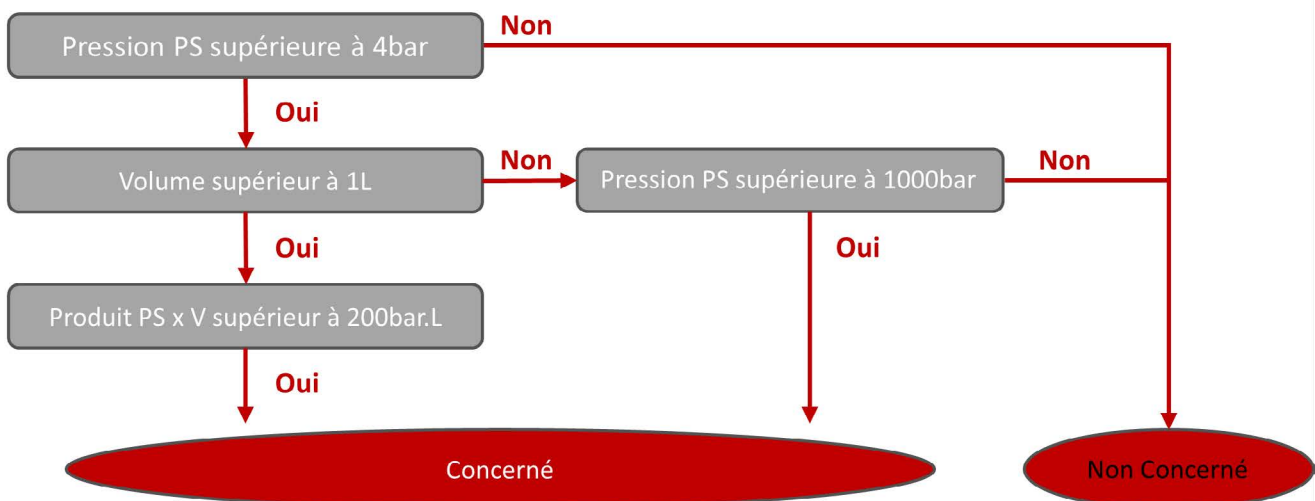 Pression PS supérieure à 4bar
Non
Oui
Volume supérieur à 1L
Non
Pression PS supérieure à 1000bar
Non
Oui
Oui
Produit PS x V supérieur à 200bar.L
Oui
Concerné
Non Concerné